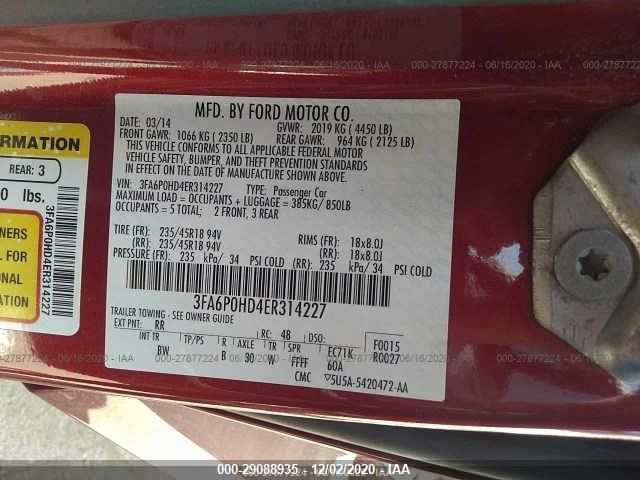 000-27877224 - 06/16/2020 - IAA
MFD. BY FORD MOTOR CO.
DATE: 03/14
GVWR: 2019 KG ( 4450 LB)
FRONT GAWR: 1066 KG ( 2350 LB)
REAR GAWR: 964 KG ( 2125 LB)
THIS VEHICLE CONFORMS TO ALL APPLICABLE FEDERAL MOTOR
VEHICLE SAFETY, BUMPER, AND THEFT PREVENTION STANDARDS
IN EFFECT ON THE DATE OF MANUFACTURE SHOWN ABOVE.
VIN: 3FA6P0HD4ER314227 TYPE: Passenger Car
MAXIMUM LOAD = OCCUPANTS + LUGGAGE = 385KG/ 850LB
OCCUPANTS = 5 TOTAL; 2 FRONT, 3 REAR
TIRE (FR): 235/45R18 94V RIMS (FR): 18x8.0J
(RR): 235/45R18 94V (RR): 18x8.0J
PRESSURE (FR): 235 kPa/ 34 PSI COLD (RR): 235 kPa/ 34 PSI COLD
3FA6P0HD4ER314227
TRAILER TOWING - SEE OWNER GUIDE
EXT PNT: RR RC: 48 DSO: F0015
INT TR TP/PS R AXLE TR SPR EC71K R0027
BW B 30 W FFFF 60A
CMC ▽5U5A-5420472-AA
FORMATION
REAR: 3
0 lbs.
3FA6P0HD4ER314227
NERS
L FOR
ONAL
ION
000-29088935 - 12/02/2020 - IAA